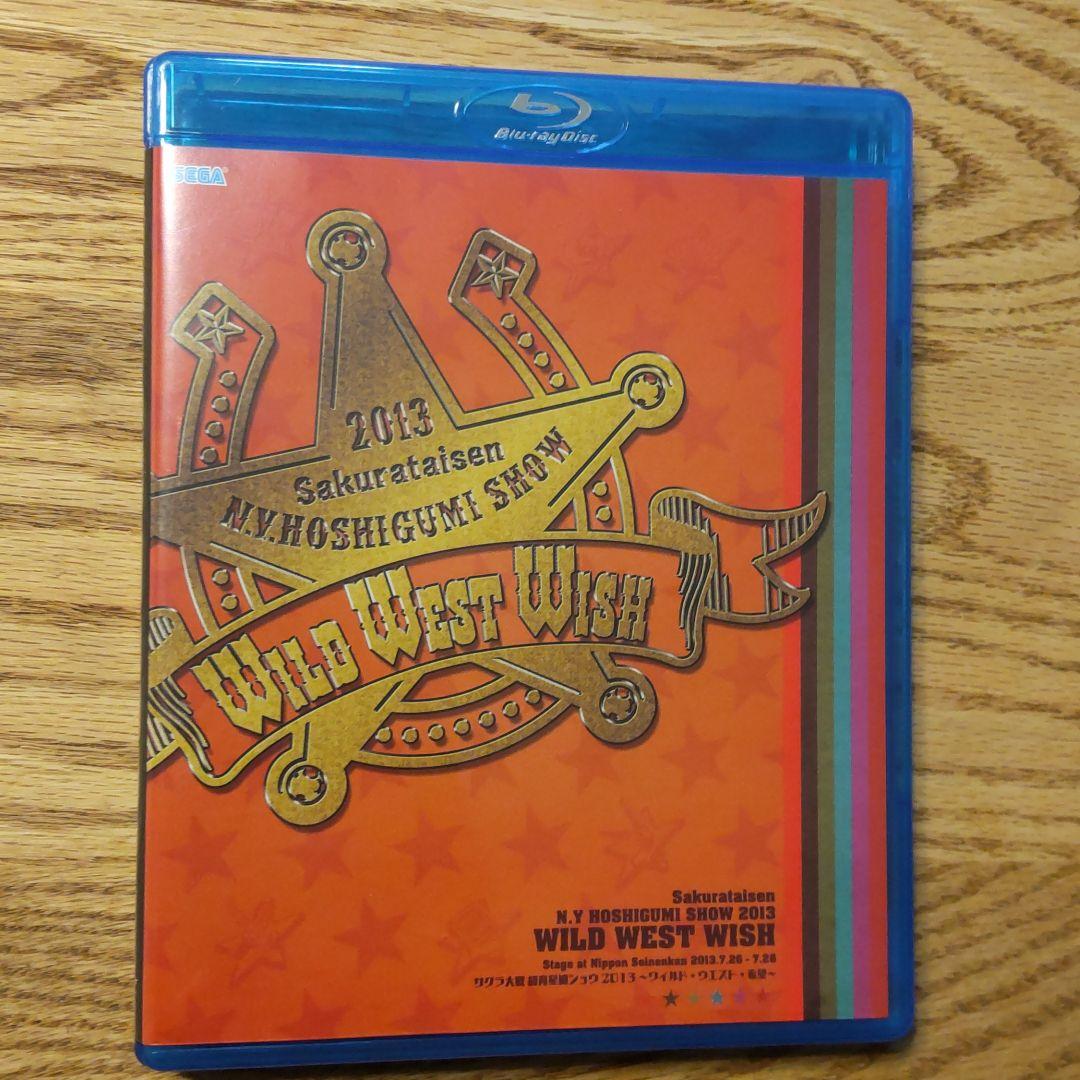 Blu-ray Disc
SEGA
2013
Sakurataisen
N.Y.HOSHIGUMI SHOW
WILD WEST WISH
Sakurataisen
N.Y HOSHIGUMI SHOW 2013
WILD WEST WISH
Stage at Nippon Seinenkan 2013.7.26 - 7.28
サクラ大戦 紐育星組ショウ 2013 ～ワイルド・ウエスト・希望～